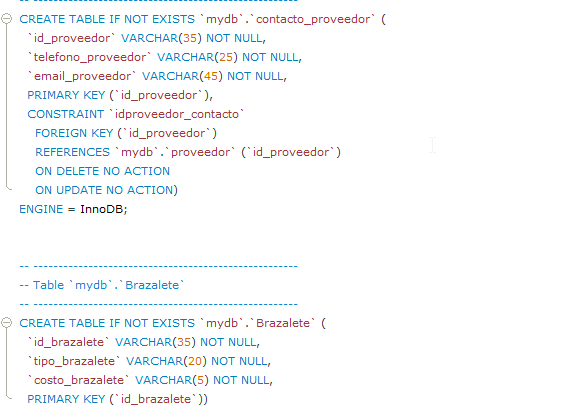 -- -----------------------------------------------------
CREATE TABLE IF NOT EXISTS `mydb`.`contacto_proveedor` (
`id_proveedor` VARCHAR(35) NOT NULL,
`telefono_proveedor` VARCHAR(25) NOT NULL,
`email_proveedor` VARCHAR(45) NOT NULL,
PRIMARY KEY (`id_proveedor`),
CONSTRAINT `idproveedor_contacto`
FOREIGN KEY (`id_proveedor`)
REFERENCES `mydb`.`proveedor` (`id_proveedor`)
ON DELETE NO ACTION
ON UPDATE NO ACTION)
ENGINE = InnoDB;
-- -----------------------------------------------------
-- Table `mydb`.`Brazalete`
-- -----------------------------------------------------
CREATE TABLE IF NOT EXISTS `mydb`.`Brazalete` (
`id_brazalete` VARCHAR(35) NOT NULL,
`tipo_brazalete` VARCHAR(20) NOT NULL,
`costo_brazalete` VARCHAR(5) NOT NULL,
PRIMARY KEY (`id_brazalete`))